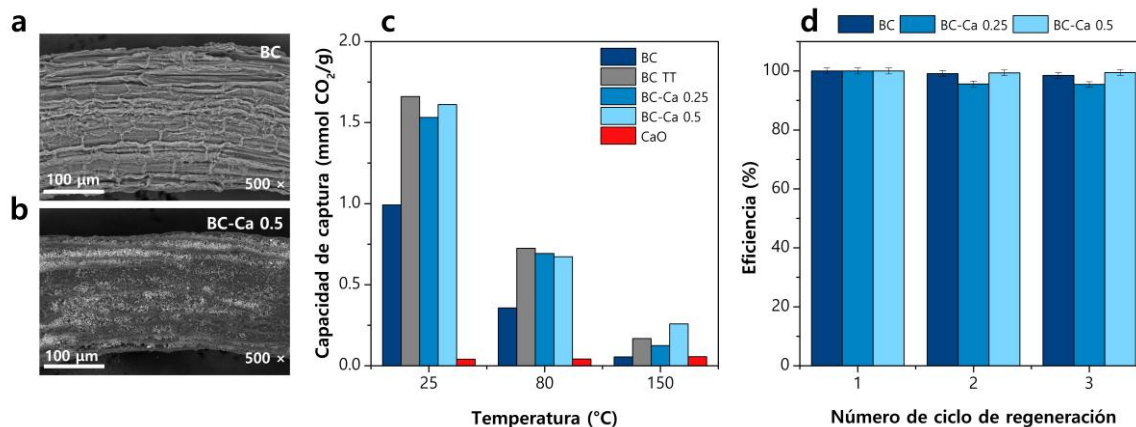 a
BC
100 µm
500 ×
b
BC-Ca 0.5
100 µm
500 ×
c
Capacidad de captura (mmol CO₂/g)
2.0
1.5
1.0
0.5
0.0
BC
BC TT
BC-Ca 0.25
BC-Ca 0.5
CaO
25
80
150
Temperatura (°C)
d
BC
BC-Ca 0.25
BC-Ca 0.5
Eficiencia (%)
100
80
60
40
20
0
1
2
3
Número de ciclo de regeneración